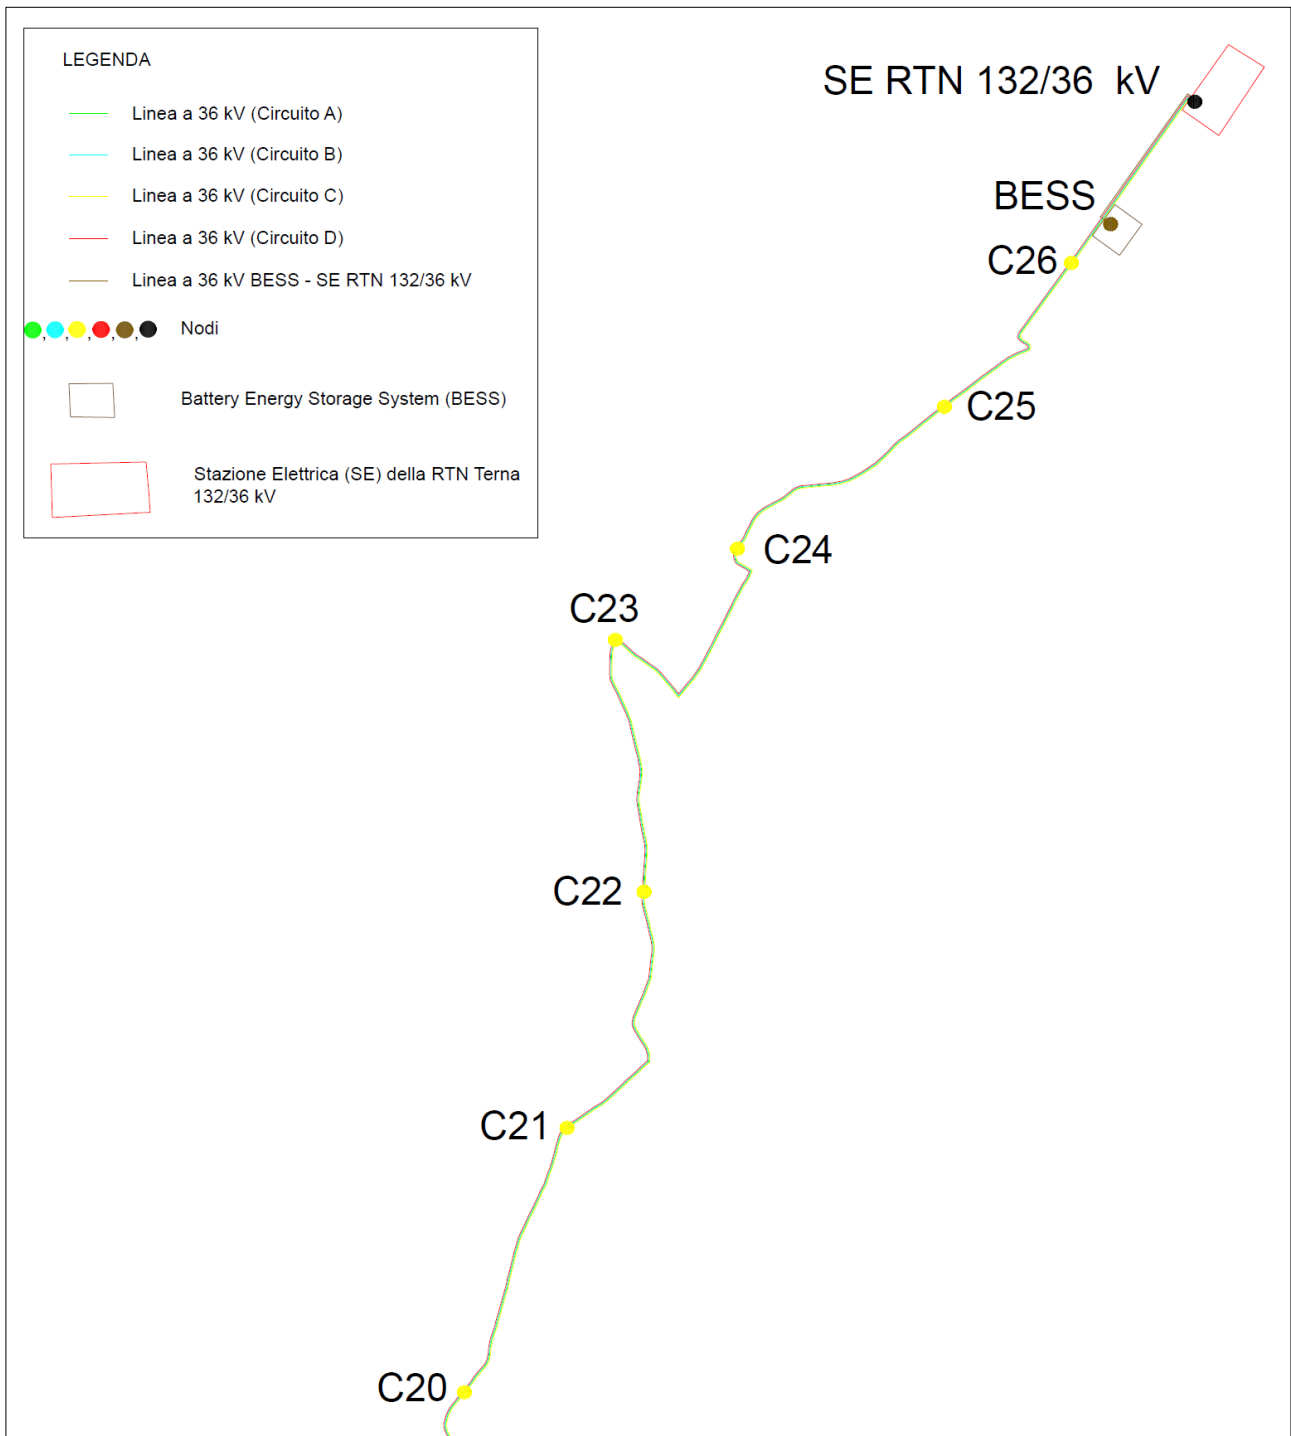 LEGENDA
Linea a 36 kV (Circuito A)
Linea a 36 kV (Circuito B)
Linea a 36 kV (Circuito C)
Linea a 36 kV (Circuito D)
Linea a 36 kV BESS - SE RTN 132/36 kV
, , , , , Nodi
Battery Energy Storage System (BESS)
Stazione Elettrica (SE) della RTN Terna
132/36 kV
SE RTN 132/36 kV
BESS
C26
C25
C24
C23
C22
C21
C20